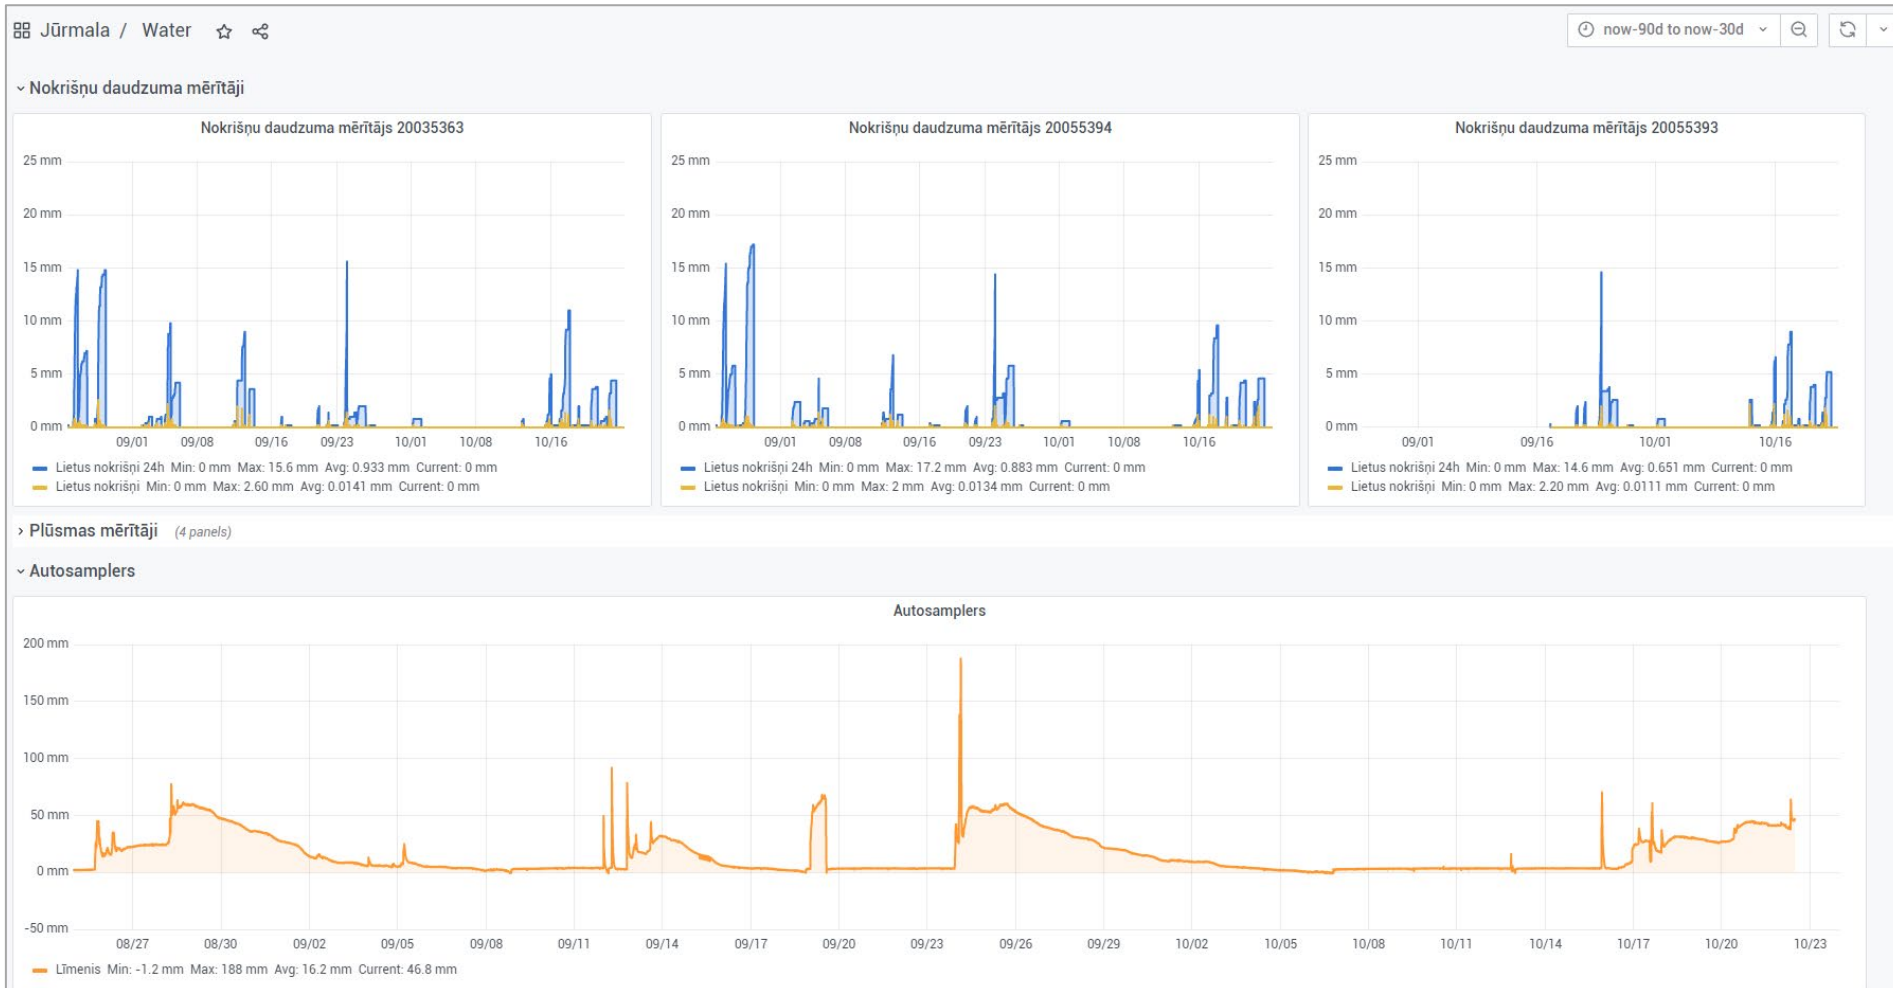 Jūrmala / Water
now-90d to now-30d
Nokrišņu daudzuma mērītāji
Nokrišņu daudzuma mērītājs 20035363
25 mm
20 mm
15 mm
10 mm
5 mm
0 mm
09/01 09/08 09/16 09/23 10/01 10/08 10/16
Lietus nokrišņi 24h Min: 0 mm Max: 15.6 mm Avg: 0.933 mm Current: 0 mm
Lietus nokrišņi Min: 0 mm Max: 2.60 mm Avg: 0.0141 mm Current: 0 mm
Nokrišņu daudzuma mērītājs 20055394
25 mm
20 mm
15 mm
10 mm
5 mm
0 mm
09/01 09/08 09/16 09/23 10/01 10/08 10/16
Lietus nokrišņi 24h Min: 0 mm Max: 17.2 mm Avg: 0.883 mm Current: 0 mm
Lietus nokrišņi Min: 0 mm Max: 2 mm Avg: 0.0134 mm Current: 0 mm
Nokrišņu daudzuma mērītājs 20055393
25 mm
20 mm
15 mm
10 mm
5 mm
0 mm
09/01 09/16 10/01 10/16
Lietus nokrišņi 24h Min: 0 mm Max: 14.6 mm Avg: 0.651 mm Current: 0 mm
Lietus nokrišņi Min: 0 mm Max: 2.20 mm Avg: 0.0111 mm Current: 0 mm
Plūsmas mērītāji (4 panels)
Autosamplers
Autosamplers
200 mm
150 mm
100 mm
50 mm
0 mm
-50 mm
08/27 08/30 09/02 09/05 09/08 09/11 09/14 09/17 09/20 09/23 09/26 09/29 10/02 10/05 10/08 10/11 10/14 10/17 10/20 10/23
Līmenis Min: -1.2 mm Max: 188 mm Avg: 16.2 mm Current: 46.8 mm